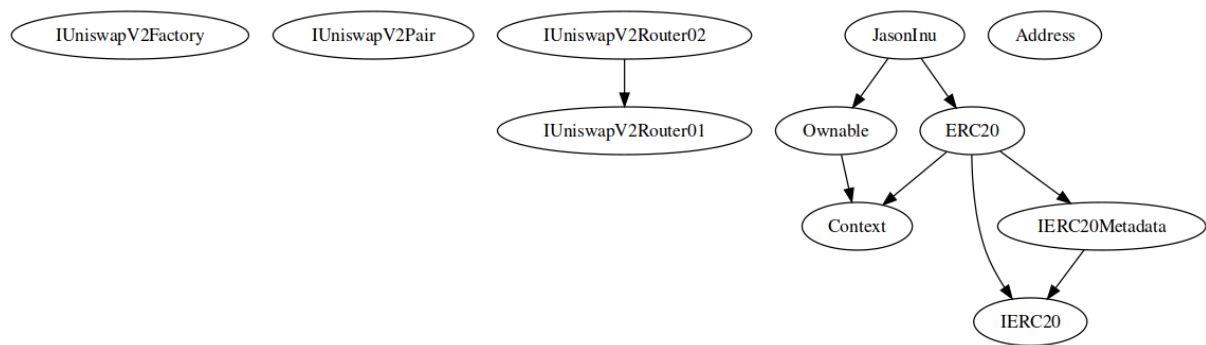 IUniswapV2Factory
IUniswapV2Pair
IUniswapV2Router02
JasonInu
Address
IUniswapV2Router01
Ownable
ERC20
Context
IERC20Metadata
IERC20